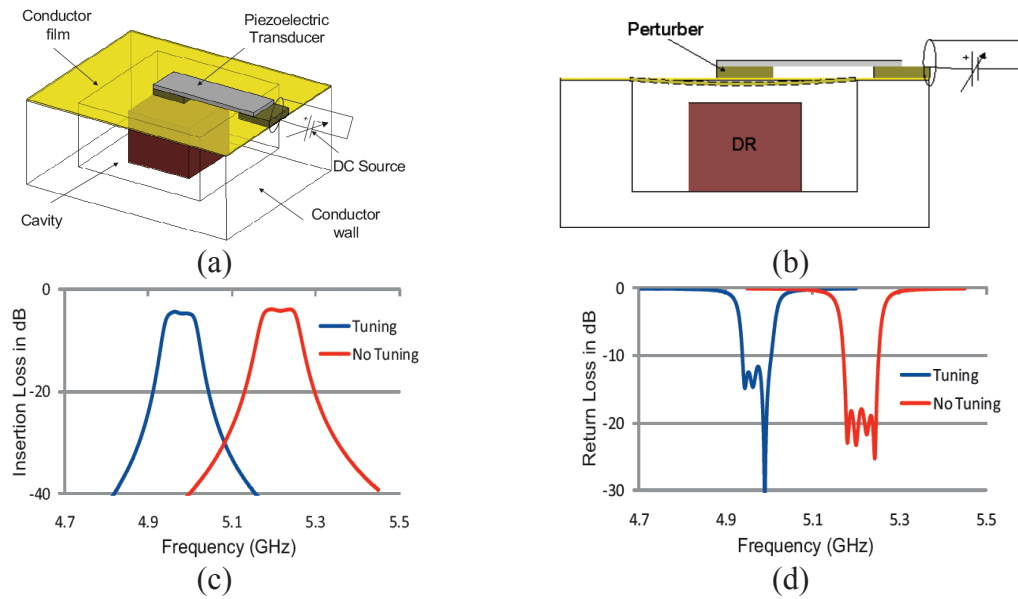 Conductor
film
Piezoelectric
Transducer
+
DC Source
Cavity
Conductor
wall
(a)
Perturber
+
DR
(b)
Insertion Loss in dB
0
-20
-40
4.7
4.9
5.1
5.3
5.5
Tuning
No Tuning
Frequency (GHz)
(c)
Return Loss in dB
0
-10
-20
-30
4.7
4.9
5.1
5.3
5.5
Tuning
No Tuning
Frequency (GHz)
(d)